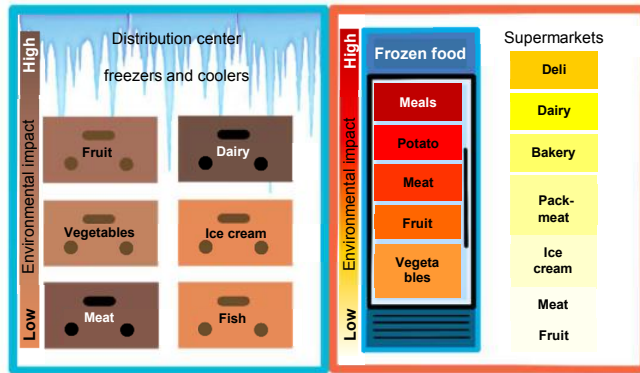 High
Environmental impact
Low
Distribution center
freezers and coolers
Fruit
Dairy
Vegetables
Ice cream
Meat
Fish
High
Environmental impact
Low
Frozen food
Meals
Potato
Meat
Fruit
Vegeta
bles
Supermarkets
Deli
Dairy
Bakery
Pack-
meat
Ice
cream
Meat
Fruit